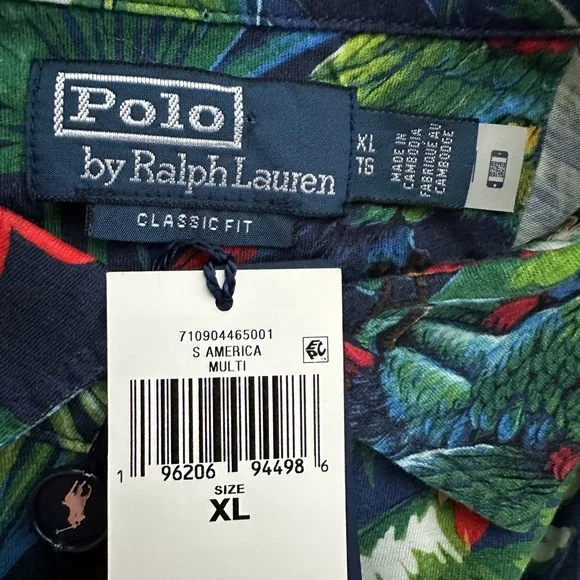 Polo
by Ralph Lauren
CLASSIC FIT
XL
TG
MADE IN
CAMBODIA
FABRIQUÉ AU
CAMBODGE
710904465001
S AMERICA
MULTI
1 96206 94498 6
SIZE
XL